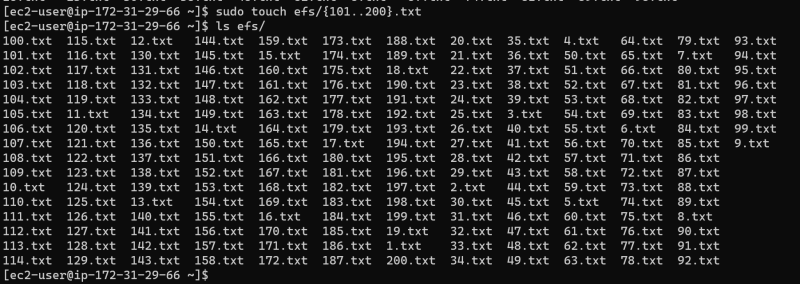 [ec2-user@ip-172-31-29-66 ~]$ sudo touch efs/{101..200}.txt
[ec2-user@ip-172-31-29-66 ~]$ ls efs/
100.txt 115.txt 12.txt 144.txt 159.txt 173.txt 188.txt 20.txt 35.txt 4.txt 64.txt 79.txt 93.txt
101.txt 116.txt 130.txt 145.txt 15.txt 174.txt 189.txt 21.txt 36.txt 50.txt 65.txt 7.txt 94.txt
102.txt 117.txt 131.txt 146.txt 160.txt 175.txt 18.txt 22.txt 37.txt 51.txt 66.txt 80.txt 95.txt
103.txt 118.txt 132.txt 147.txt 161.txt 176.txt 190.txt 23.txt 38.txt 52.txt 67.txt 81.txt 96.txt
104.txt 119.txt 133.txt 148.txt 162.txt 177.txt 191.txt 24.txt 39.txt 53.txt 68.txt 82.txt 97.txt
105.txt 11.txt 134.txt 149.txt 163.txt 178.txt 192.txt 25.txt 3.txt 54.txt 69.txt 83.txt 98.txt
106.txt 120.txt 135.txt 14.txt 164.txt 179.txt 193.txt 26.txt 40.txt 55.txt 6.txt 84.txt 99.txt
107.txt 121.txt 136.txt 150.txt 165.txt 17.txt 194.txt 27.txt 41.txt 56.txt 70.txt 85.txt 9.txt
108.txt 122.txt 137.txt 151.txt 166.txt 180.txt 195.txt 28.txt 42.txt 57.txt 71.txt 86.txt
109.txt 123.txt 138.txt 152.txt 167.txt 181.txt 196.txt 29.txt 43.txt 58.txt 72.txt 87.txt
10.txt 124.txt 139.txt 153.txt 168.txt 182.txt 197.txt 2.txt 44.txt 59.txt 73.txt 88.txt
110.txt 125.txt 13.txt 154.txt 169.txt 183.txt 198.txt 30.txt 45.txt 5.txt 74.txt 89.txt
111.txt 126.txt 140.txt 155.txt 16.txt 184.txt 199.txt 31.txt 46.txt 60.txt 75.txt 8.txt
112.txt 127.txt 141.txt 156.txt 170.txt 185.txt 19.txt 32.txt 47.txt 61.txt 76.txt 90.txt
113.txt 128.txt 142.txt 157.txt 171.txt 186.txt 1.txt 33.txt 48.txt 62.txt 77.txt 91.txt
114.txt 129.txt 143.txt 158.txt 172.txt 187.txt 200.txt 34.txt 49.txt 63.txt 78.txt 92.txt
[ec2-user@ip-172-31-29-66 ~]$